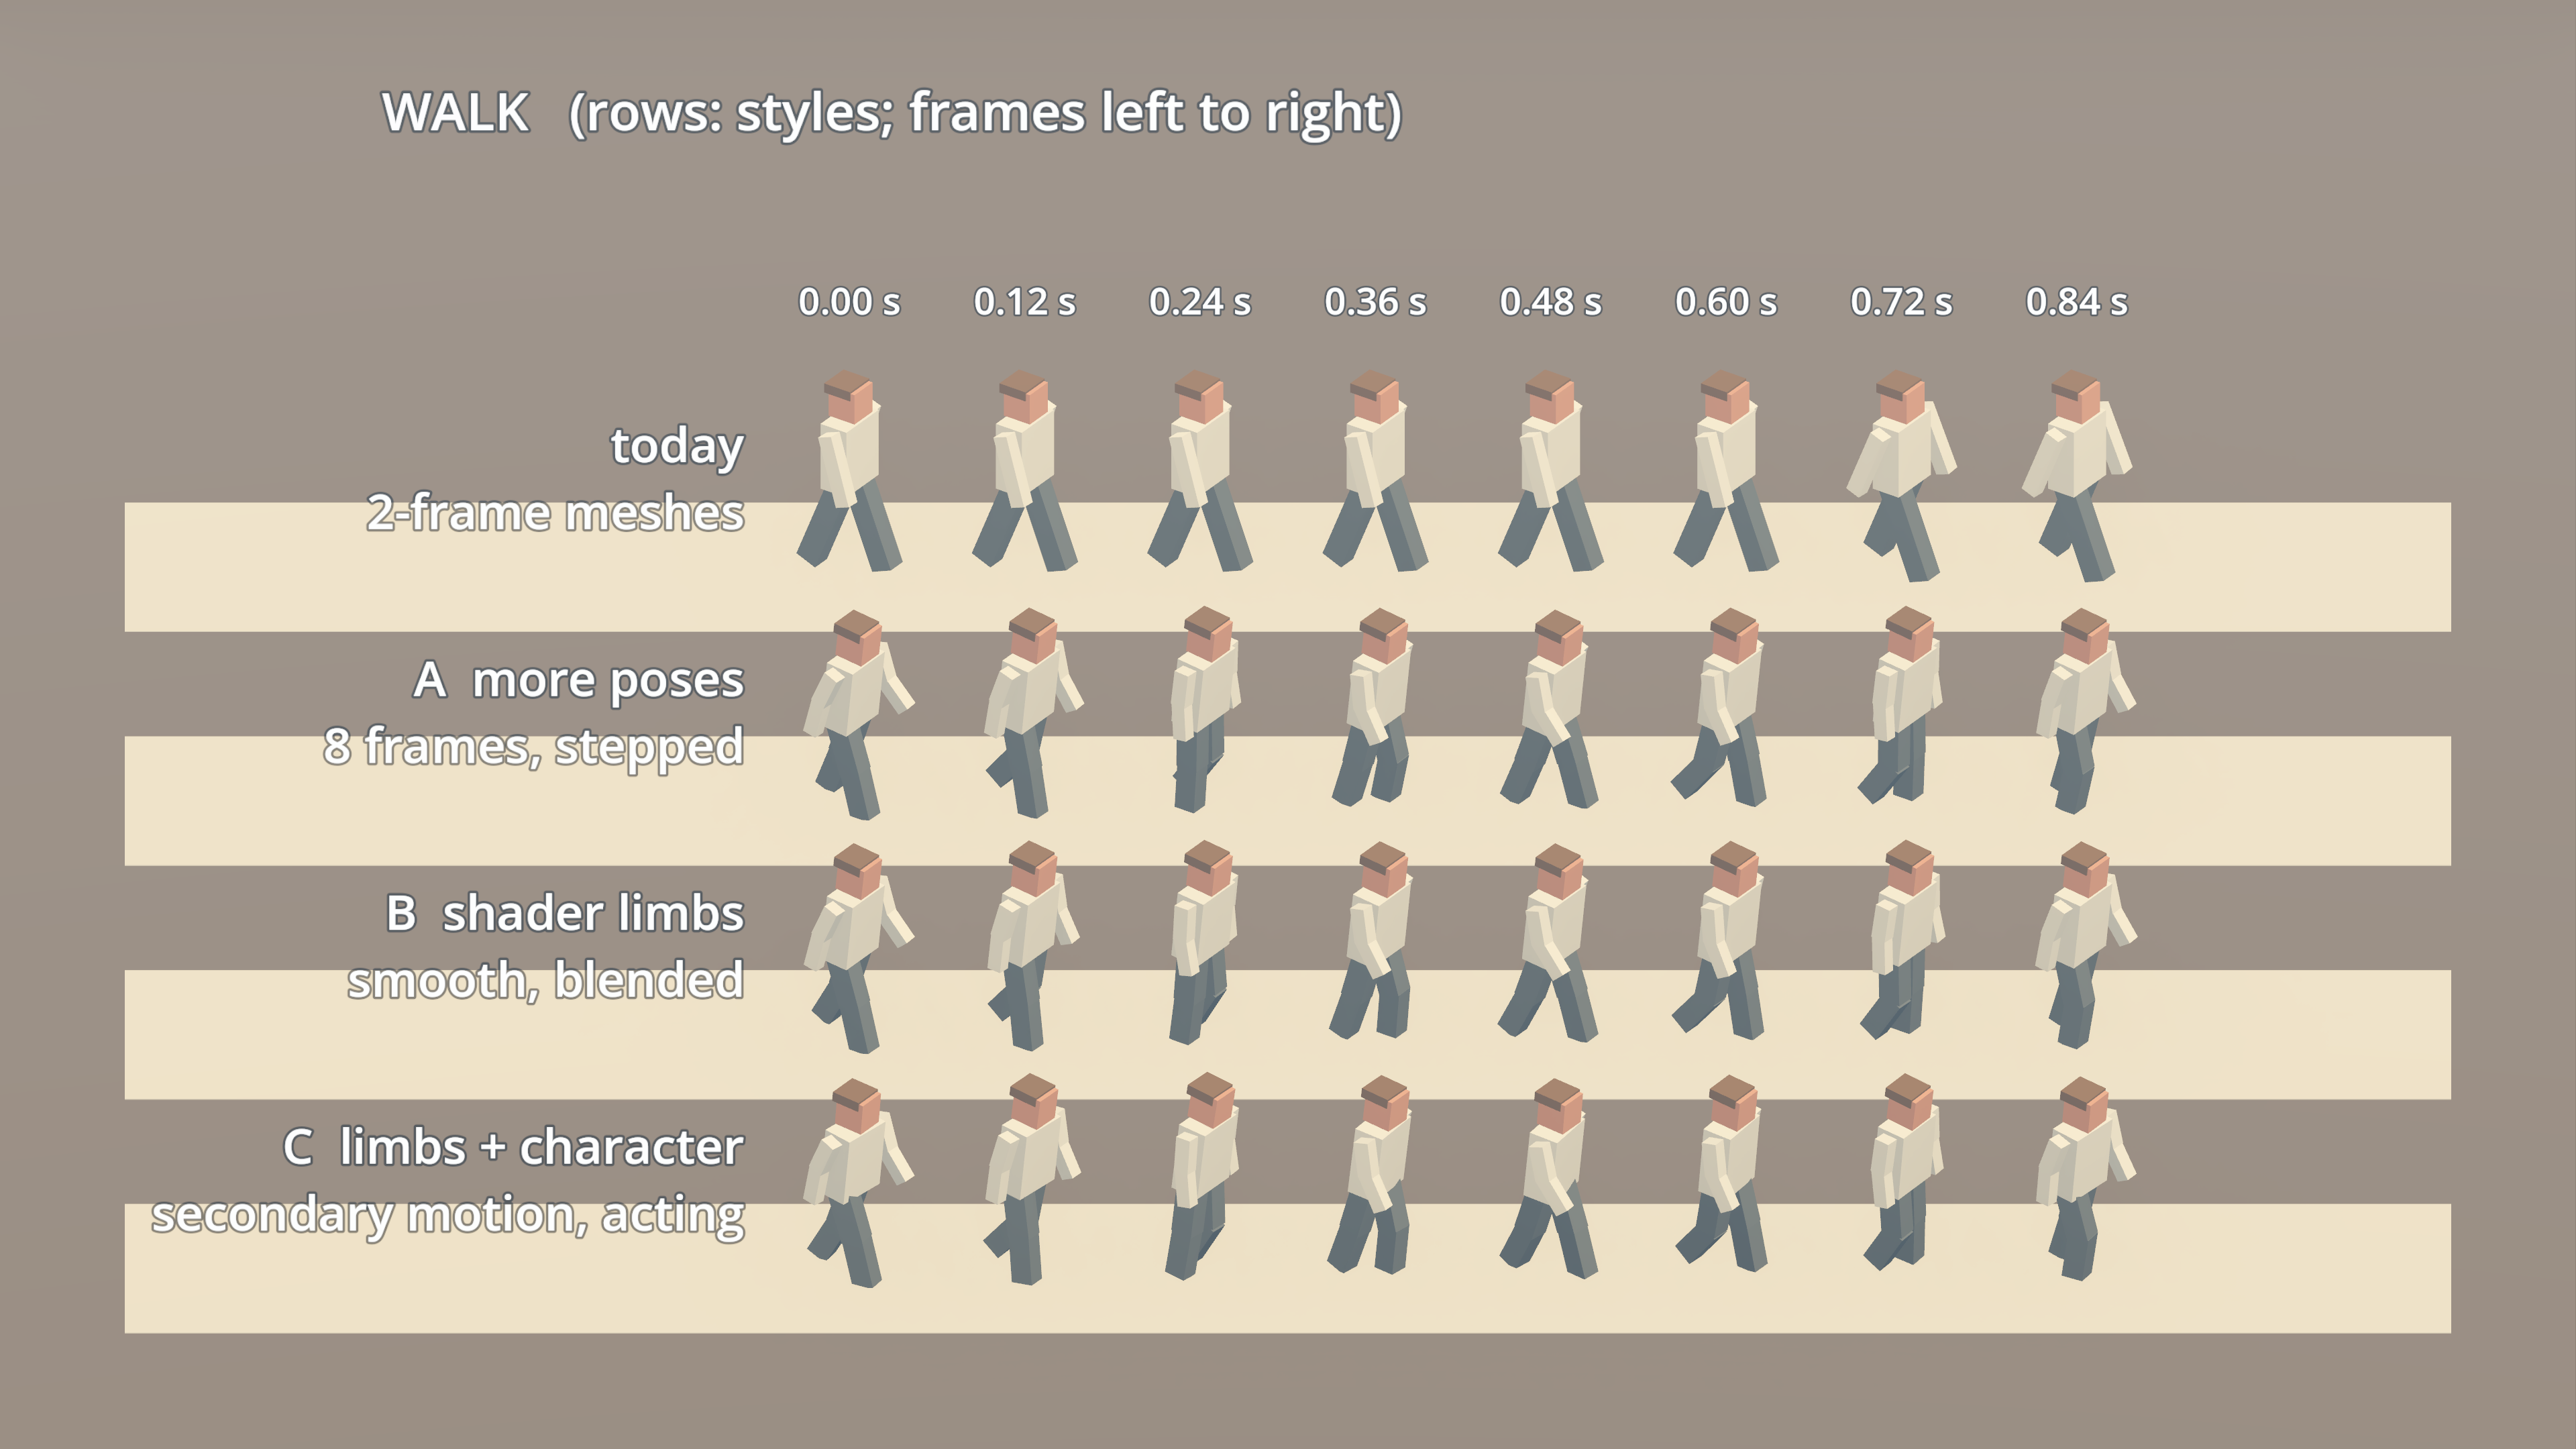 WALK (rows: styles; frames left to right)
0.00 s 0.12 s 0.24 s 0.36 s 0.48 s 0.60 s 0.72 s 0.84 s
today
2-frame meshes
A more poses
8 frames, stepped
B shader limbs
smooth, blended
C limbs + character
secondary motion, acting